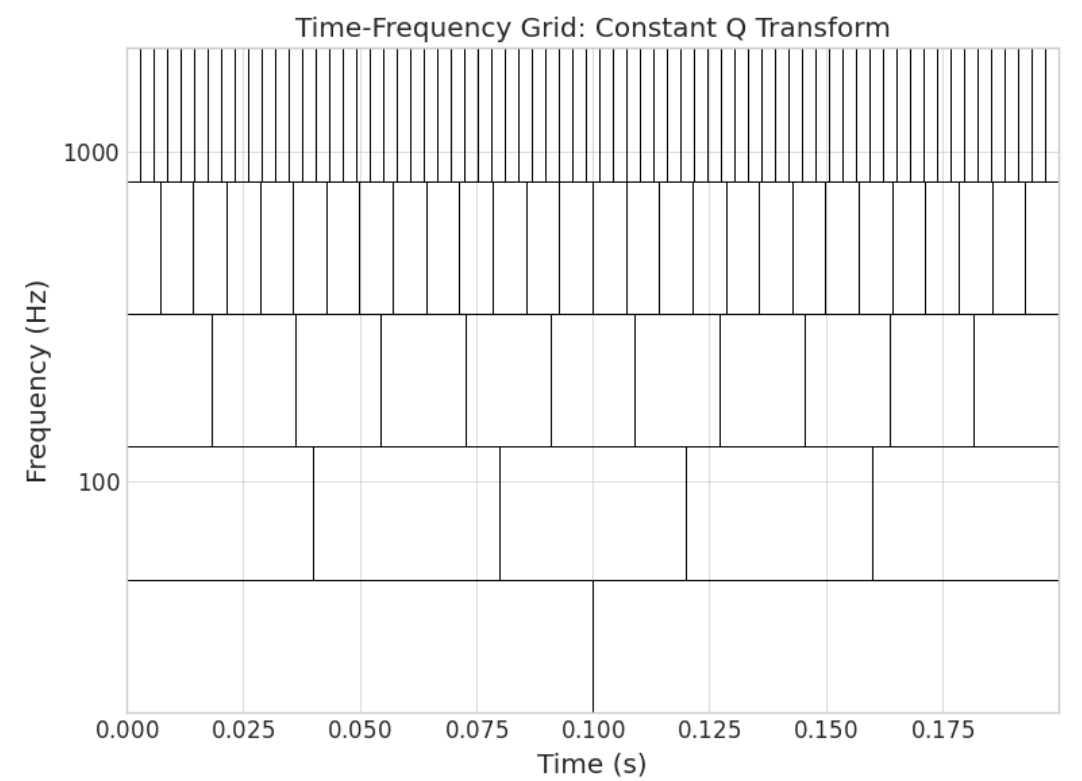 Time-Frequency Grid: Constant Q Transform
Frequency (Hz)
1000
100
0.000 0.025 0.050 0.075 0.100 0.125 0.150 0.175
Time (s)